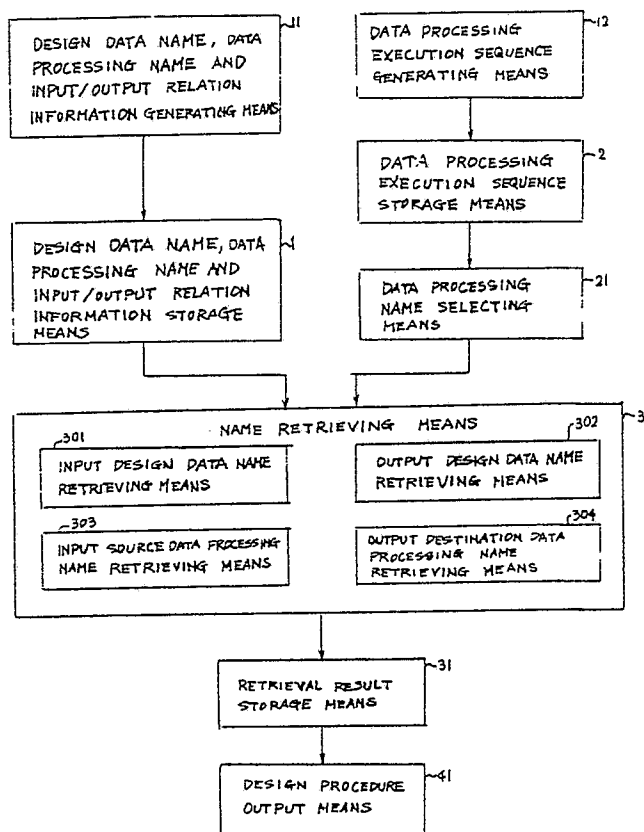 11
DESIGN DATA NAME, DATA
PROCESSING NAME AND
INPUT/OUTPUT RELATION
INFORMATION GENERATING MEANS
12
DATA PROCESSING
EXECUTION SEQUENCE
GENERATING MEANS
2
DATA PROCESSING
EXECUTION SEQUENCE
STORAGE MEANS
1
DESIGN DATA NAME, DATA
PROCESSING NAME AND
INPUT/OUTPUT RELATION
INFORMATION STORAGE
MEANS
21
DATA PROCESSING
NAME SELECTING
MEANS
3
NAME RETRIEVING MEANS
301
INPUT DESIGN DATA NAME
RETRIEVING MEANS
302
OUTPUT DESIGN DATA NAME
RETRIEVING MEANS
303
INPUT SOURCE DATA PROCESSING
NAME RETRIEVING MEANS
304
OUTPUT DESTINATION DATA
PROCESSING NAME
RETRIEVING MEANS
31
RETRIEVAL RESULT
STORAGE MEANS
41
DESIGN PROCEDURE
OUTPUT MEANS